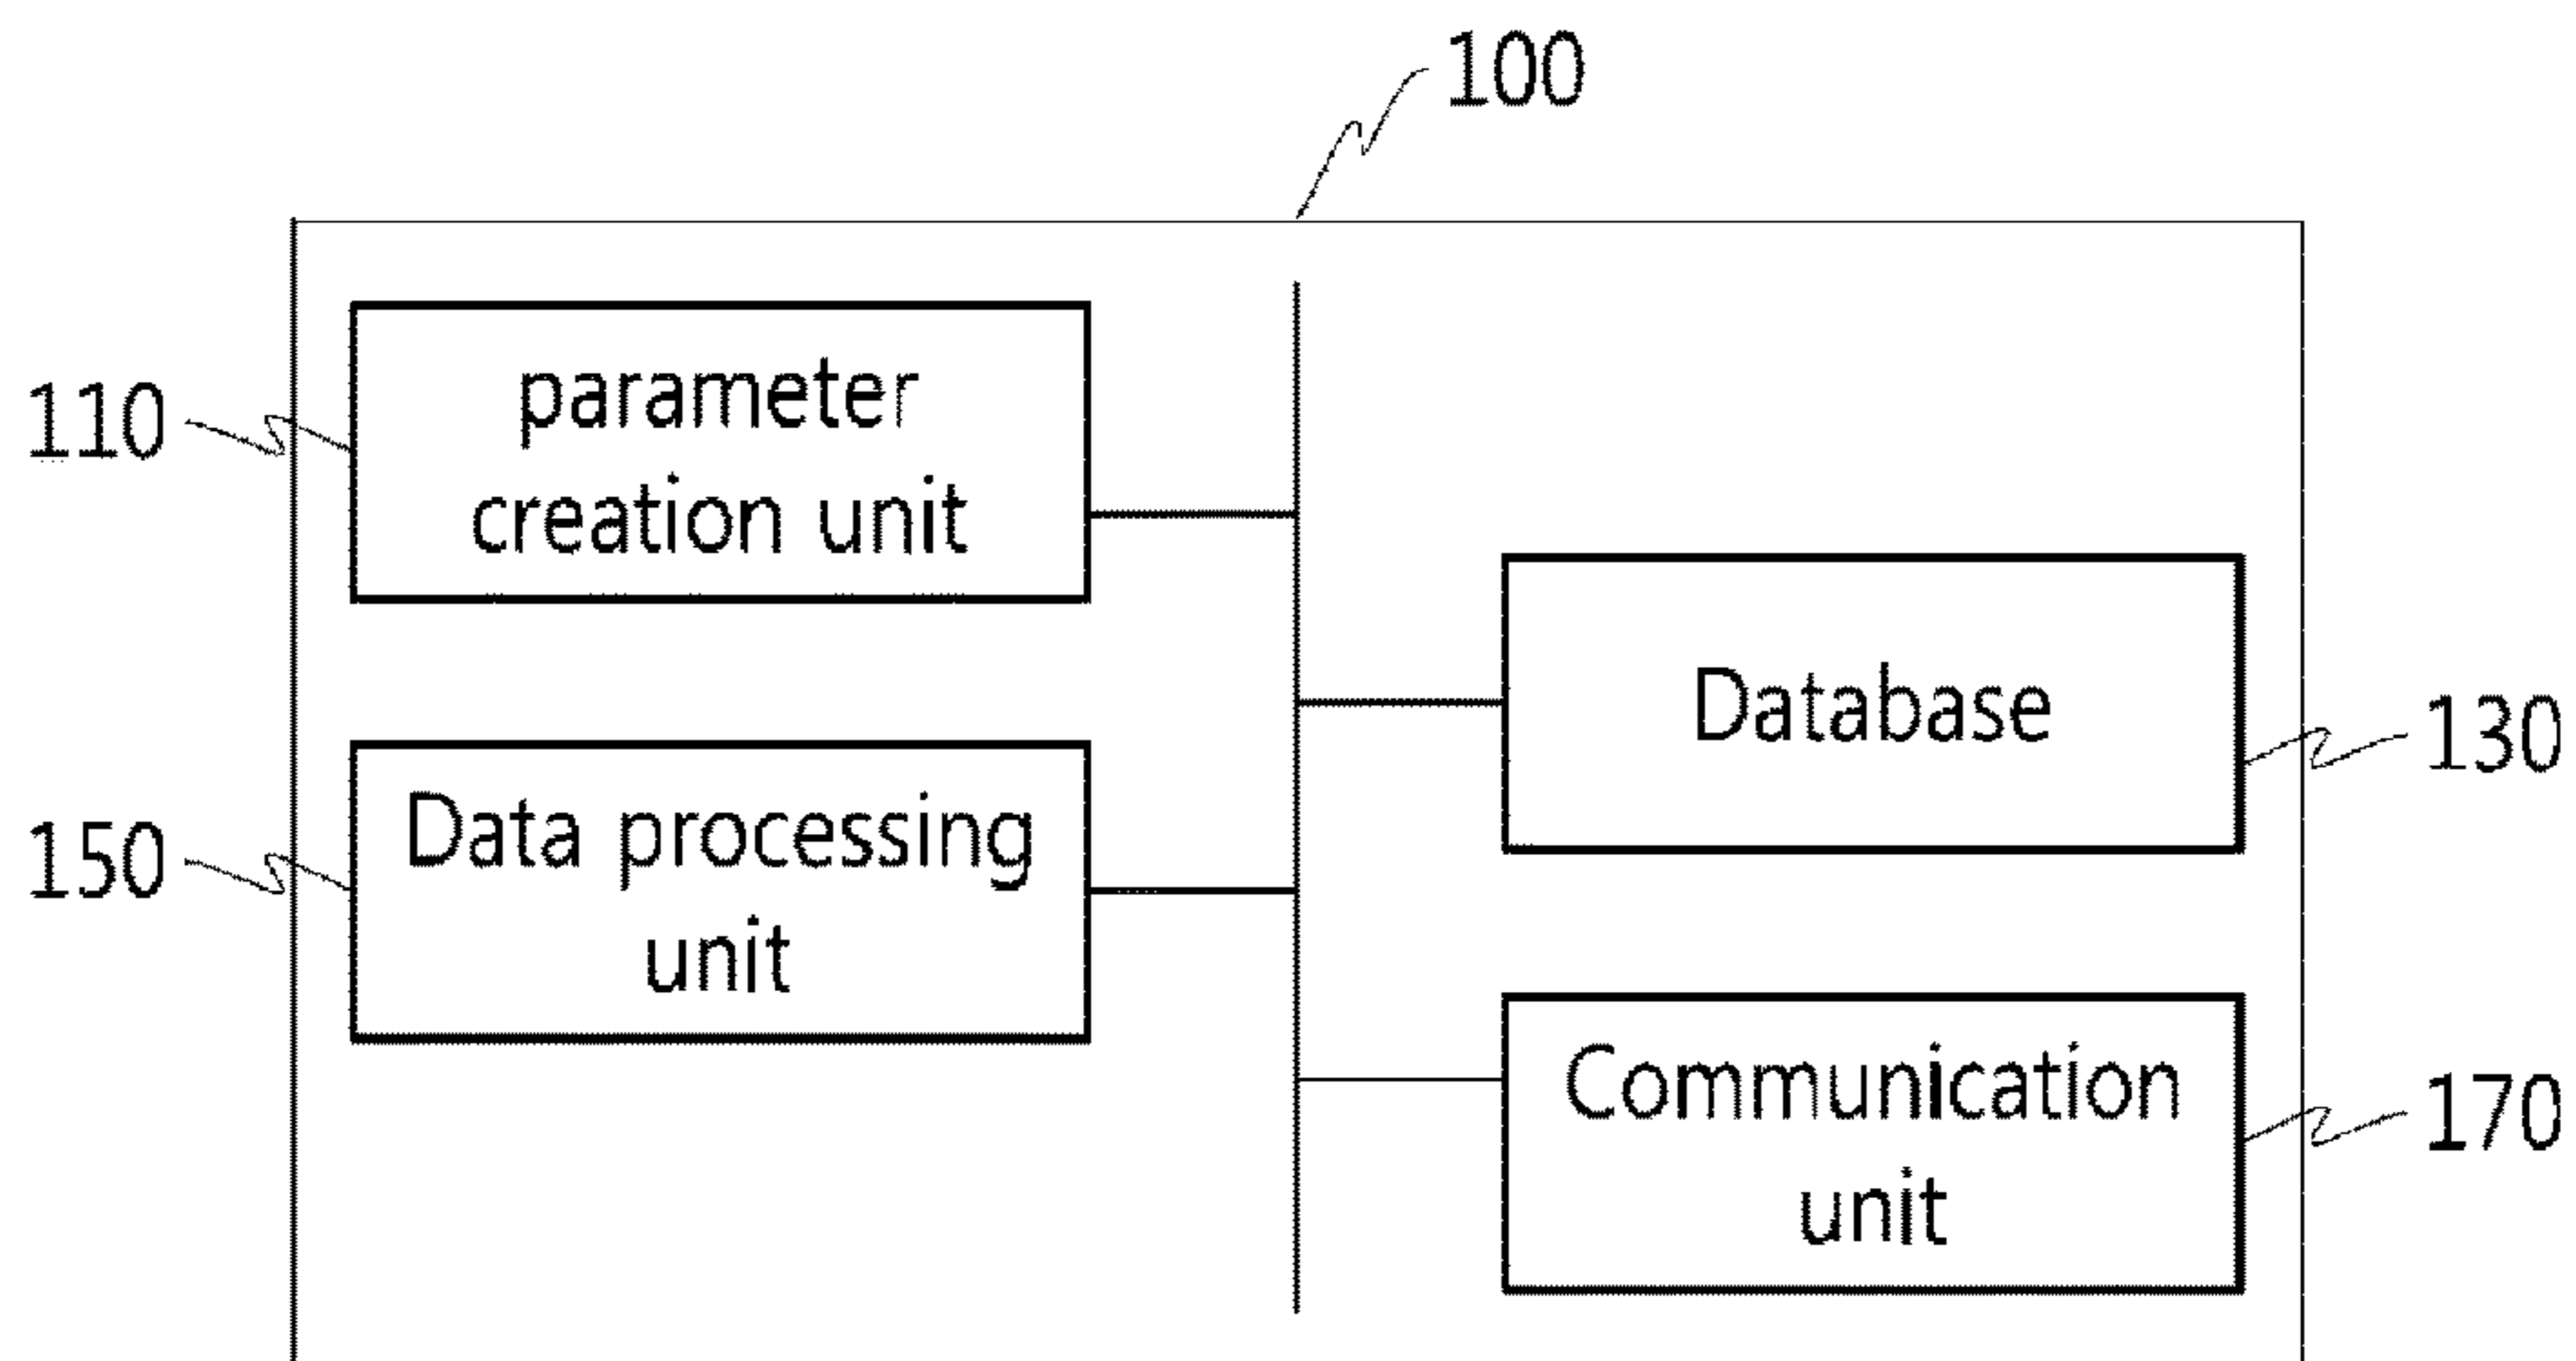 100
110
parameter
creation unit
Database
130
150
Data processing
unit
Communication
unit
170